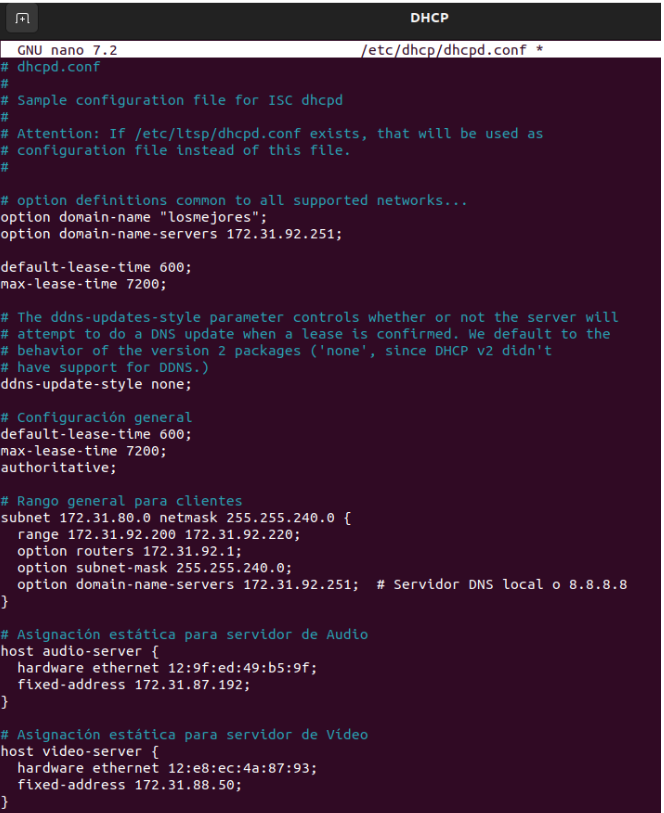 DHCP
GNU nano 7.2 /etc/dhcp/dhcpd.conf *
# dhcpd.conf
#
# Sample configuration file for ISC dhcpd
#
# Attention: If /etc/ltsp/dhcpd.conf exists, that will be used as
# configuration file instead of this file.
#
# option definitions common to all supported networks...
option domain-name "losmejores";
option domain-name-servers 172.31.92.251;
default-lease-time 600;
max-lease-time 7200;
# The ddns-updates-style parameter controls whether or not the server will
# attempt to do a DNS update when a lease is confirmed. We default to the
# behavior of the version 2 packages ('none', since DHCP v2 didn't
# have support for DDNS.)
ddns-update-style none;
# Configuración general
default-lease-time 600;
max-lease-time 7200;
authoritative;
# Rango general para clientes
subnet 172.31.80.0 netmask 255.255.240.0 {
  range 172.31.92.200 172.31.92.220;
  option routers 172.31.92.1;
  option subnet-mask 255.255.240.0;
  option domain-name-servers 172.31.92.251;  # Servidor DNS local o 8.8.8.8
}
# Asignación estática para servidor de Audio
host audio-server {
  hardware ethernet 12:9f:ed:49:b5:9f;
  fixed-address 172.31.87.192;
}
# Asignación estática para servidor de Vídeo
host video-server {
  hardware ethernet 12:e8:ec:4a:87:93;
  fixed-address 172.31.88.50;
}